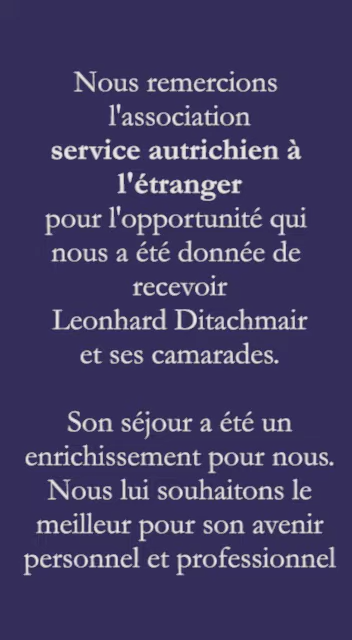 Nous remercions
l'association
service autrichien à
l'étranger
pour l'opportunité qui
nous a été donnée de
recevoir
Leonhard Ditachmair
et ses camarades.
Son séjour a été un
enrichissement pour nous.
Nous lui souhaitons le
meilleur pour son avenir
personnel et professionnel